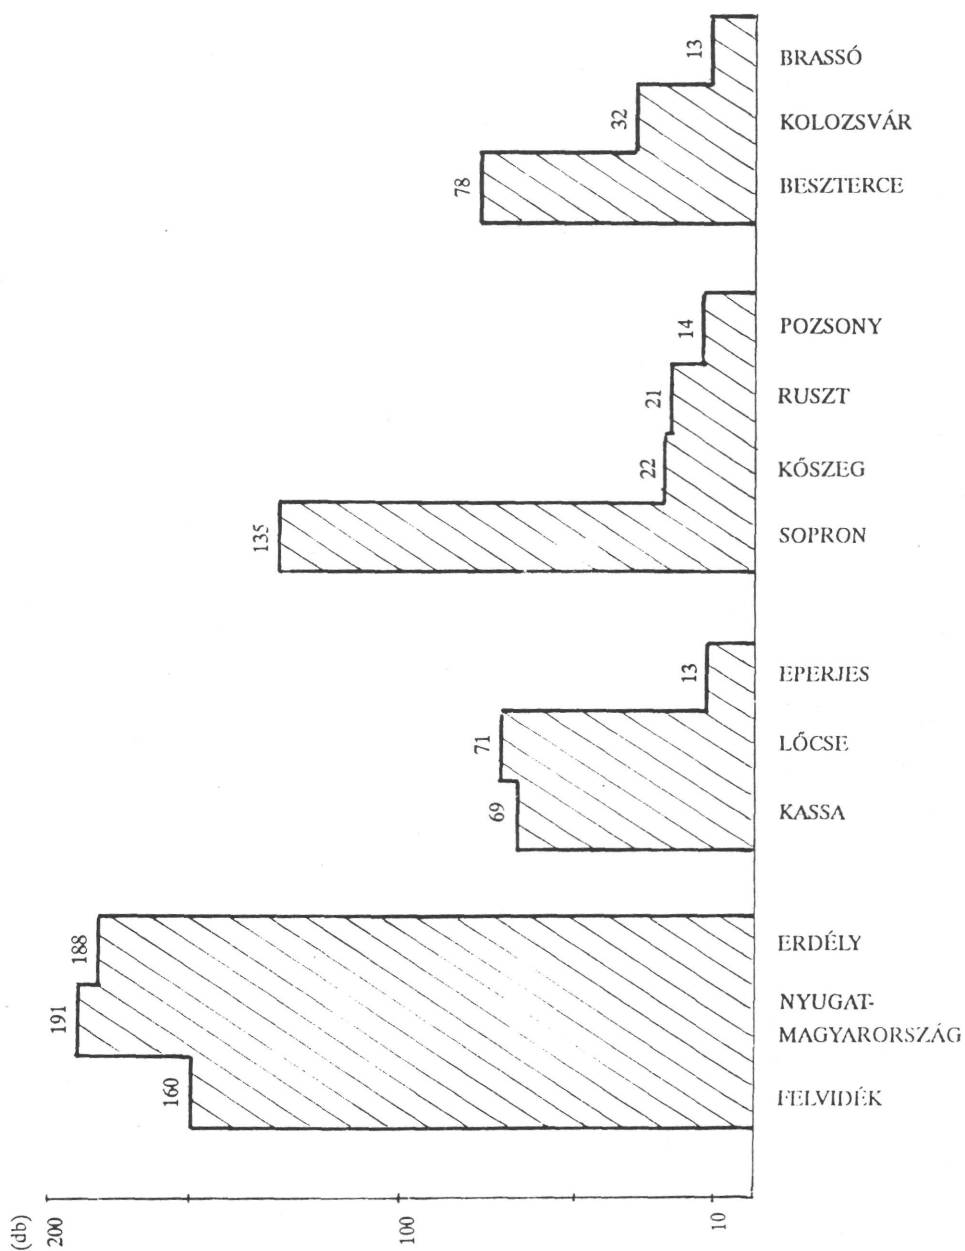 BRASSÓ
13
KOLOZSVÁR
32
BESZTERCE
78
POZSONY
14
RUSZT
21
KŐSZEG
22
SOPRON
135
EPERJES
13
LŐCSE
71
KASSA
69
ERDÉLY
188
NYUGAT-
MAGYARORSZÁG
191
FELVIDÉK
160
(db)
200
100
10